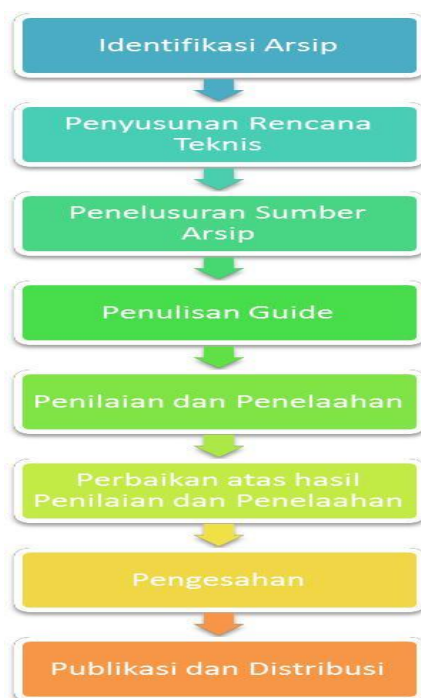 Identifikasi Arsip
Penyusunan Rencana
Teknis
Penelusuran Sumber
Arsip
Penulisan Guide
Penilaian dan Penelaahan
Perbaikan atas hasil
Penilaian dan Penelaahan
Pengesahan
Publikasi dan Distribusi